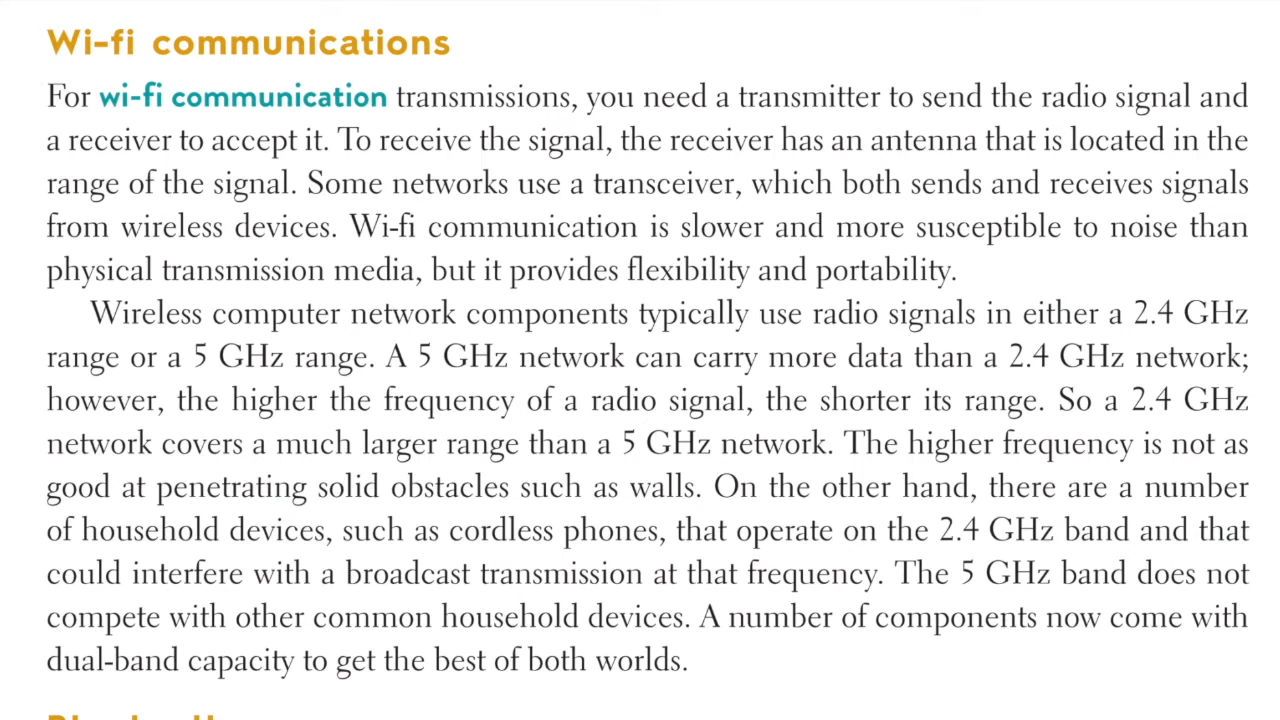 Wi-fi communications
For wi-fi communication transmissions, you need a transmitter to send the radio signal and
a receiver to accept it. To receive the signal, the receiver has an antenna that is located in the
range of the signal. Some networks use a transceiver, which both sends and receives signals
from wireless devices. Wi-fi communication is slower and more susceptible to noise than
physical transmission media, but it provides flexibility and portability.
Wireless computer network components typically use radio signals in either a 2.4 GHz
range or a 5 GHz range. A 5 GHz network can carry more data than a 2.4 GHz network;
however, the higher the frequency of a radio signal, the shorter its range. So a 2.4 GHz
network covers a much larger range than a 5 GHz network. The higher frequency is not as
good at penetrating solid obstacles such as walls. On the other hand, there are a number
of household devices, such as cordless phones, that operate on the 2.4 GHz band and that
could interfere with a broadcast transmission at that frequency. The 5 GHz band does not
compete with other common household devices. A number of components now come with
dual-band capacity to get the best of both worlds.